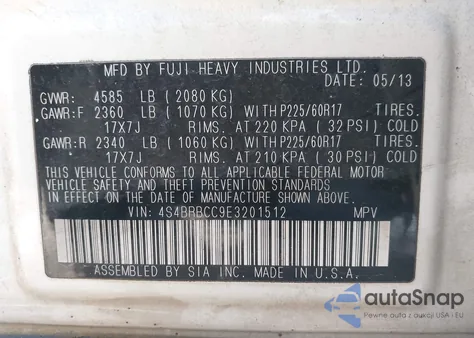 MFD BY FUJI HEAVY INDUSTRIES LTD.
DATE: 05/13
GVWR: 4585 LB ( 2080 KG)
GAWR:F 2360 LB ( 1070 KG) WITH P225/60R17 TIRES.
17X7J RIMS. AT 220 KPA ( 32 PSI) COLD
GAWR:R 2340 LB ( 1060 KG) WITH P225/60R17 TIRES.
17X7J RIMS. AT 210 KPA ( 30 PSI) COLD
THIS VEHICLE CONFORMS TO ALL APPLICABLE FEDERAL MOTOR
VEHICLE SAFETY AND THEFT PREVENTION STANDARDS
IN EFFECT ON THE DATE OF MANUFACTURE SHOWN ABOVE.
VIN: 4S4BRBCC9E3201512 MPV
ASSEMBLED BY SIA INC. MADE IN U.S.A.
autoSnap
Pewne auto z USA i EU